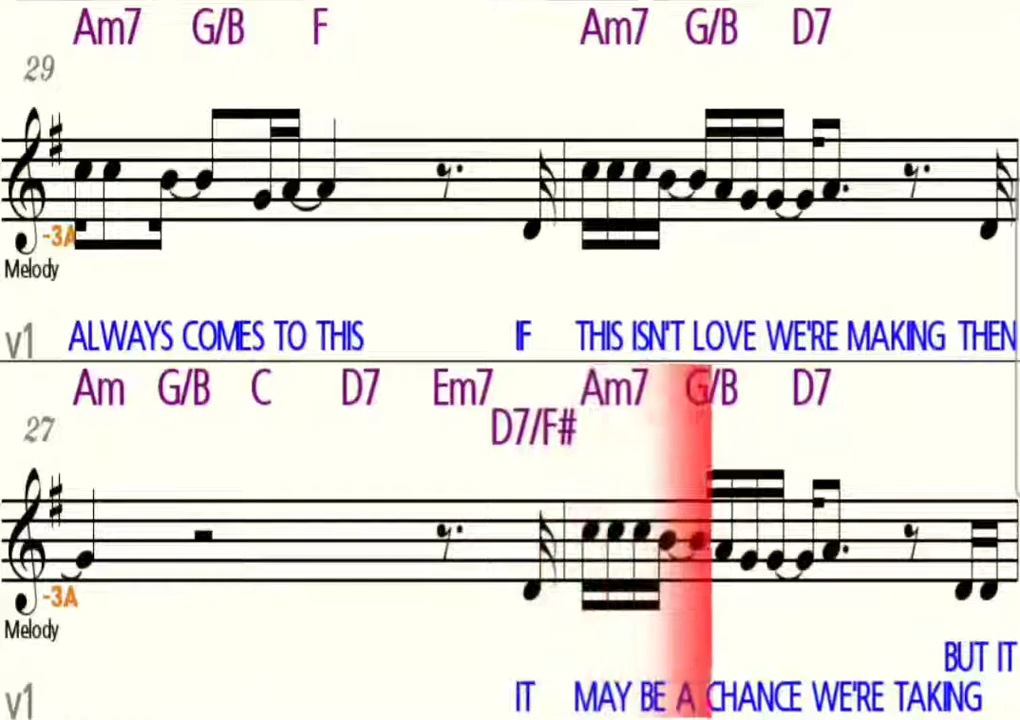 Am7 G/B F Am7 G/B D7
29
-3A
Melody
v1 ALWAYS COMES TO THIS IF THIS ISN'T LOVE WE'RE MAKING THEN
Am G/B C D7 Em7 Am7 G/B D7
D7/F#
27
-3A
Melody
BUT IT
v1 IT MAY BE A CHANCE WE'RE TAKING